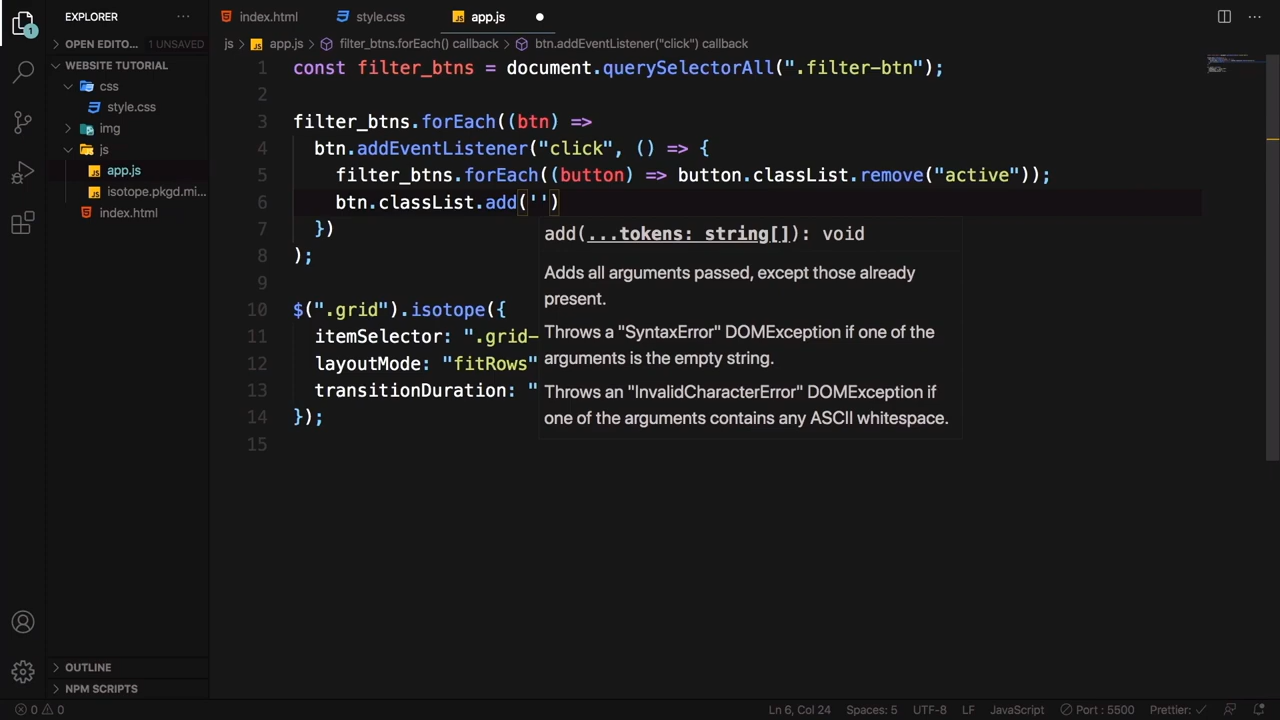 EXPLORER
index.html
style.css
app.js
OPEN EDITO... 1 UNSAVED
js > app.js > filter_btns.forEach() callback > btn.addEventListener("click") callback
WEBSITE TUTORIAL
css
style.css
img
js
app.js
isotope.pkgd.mi...
index.html
1 const filter_btns = document.querySelectorAll(".filter-btn");
2
3 filter_btns.forEach((btn) =>
4 btn.addEventListener("click", () => {
5 filter_btns.forEach((button) => button.classList.remove("active"));
6 btn.classList.add('')
7 })
8 );
9
10 $(".grid").isotope({
11 itemSelector: ".grid-
12 layoutMode: "fitRows"
13 transitionDuration: "
14 });
15
add(...tokens: string[]): void
Adds all arguments passed, except those already
present.
Throws a "SyntaxError" DOMException if one of the
arguments is the empty string.
Throws an "InvalidCharacterError" DOMException if
one of the arguments contains any ASCII whitespace.
OUTLINE
NPM SCRIPTS
0 0
Ln 6, Col 24 Spaces: 5 UTF-8 LF JavaScript Port : 5500 Prettier:
1